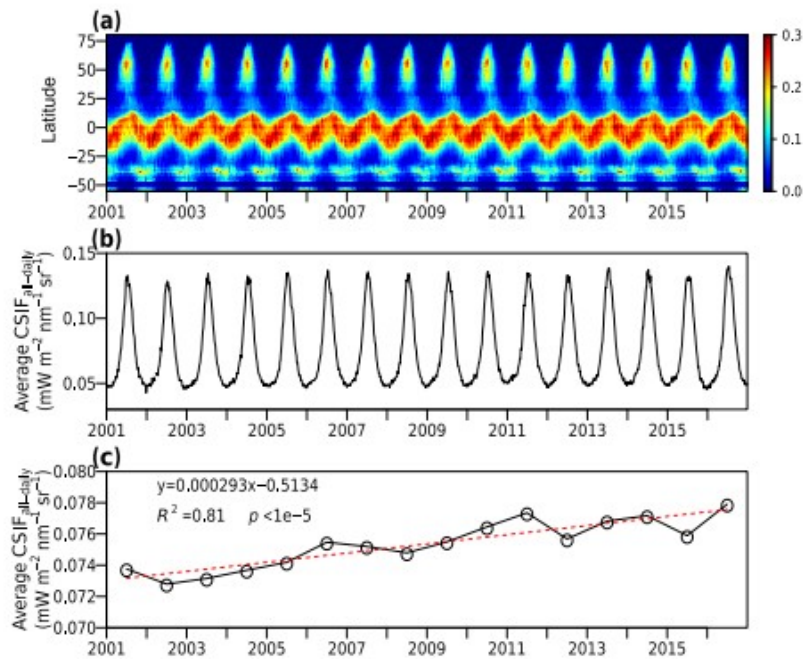 (a)
75
50
25
0
−25
−50
Latitude
2001 2003 2005 2007 2009 2011 2013 2015
0.3
0.2
0.1
0.0
(b)
0.15
0.10
0.05
Average CSIFall−daily
(mW m−2 nm−1 sr−1)
2001 2003 2005 2007 2009 2011 2013 2015
(c)
0.080
0.078
0.076
0.074
0.072
0.070
Average CSIFall−daily
(mW m−2 nm−1 sr−1)
y=0.000293x−0.5134
R2=0.81 p <1e−5
2001 2003 2005 2007 2009 2011 2013 2015